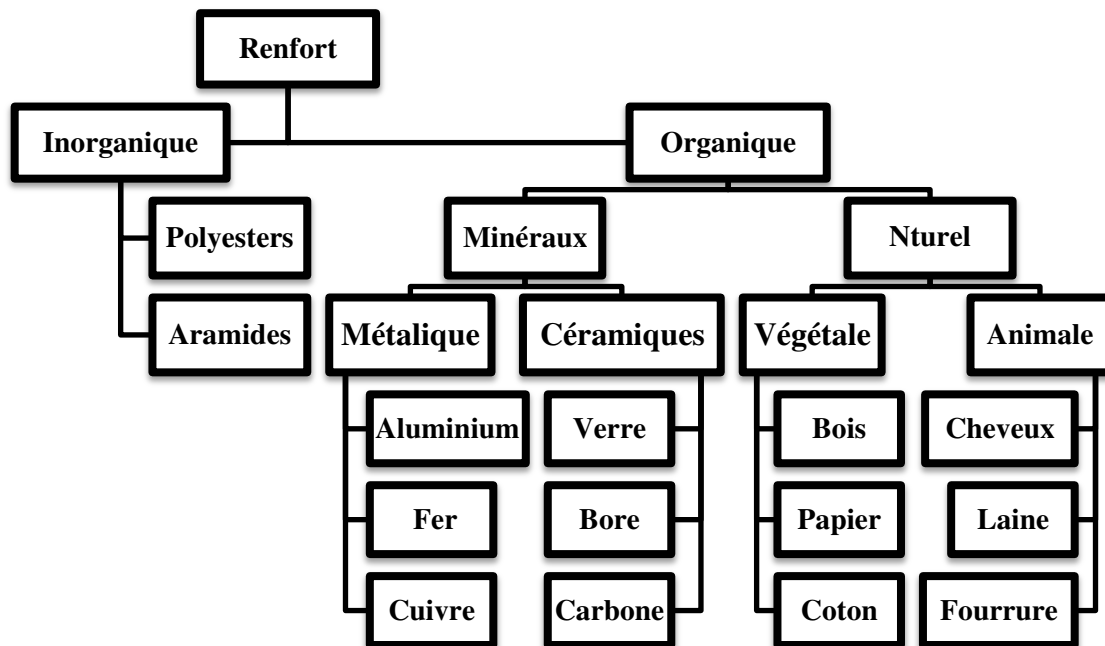 Renfort
Inorganique
Organique
Polyesters
Minéraux
Nturel
Aramides
Métalique
Céramiques
Végétale
Animale
Aluminium
Verre
Bois
Cheveux
Fer
Bore
Papier
Laine
Cuivre
Carbone
Coton
Fourrure